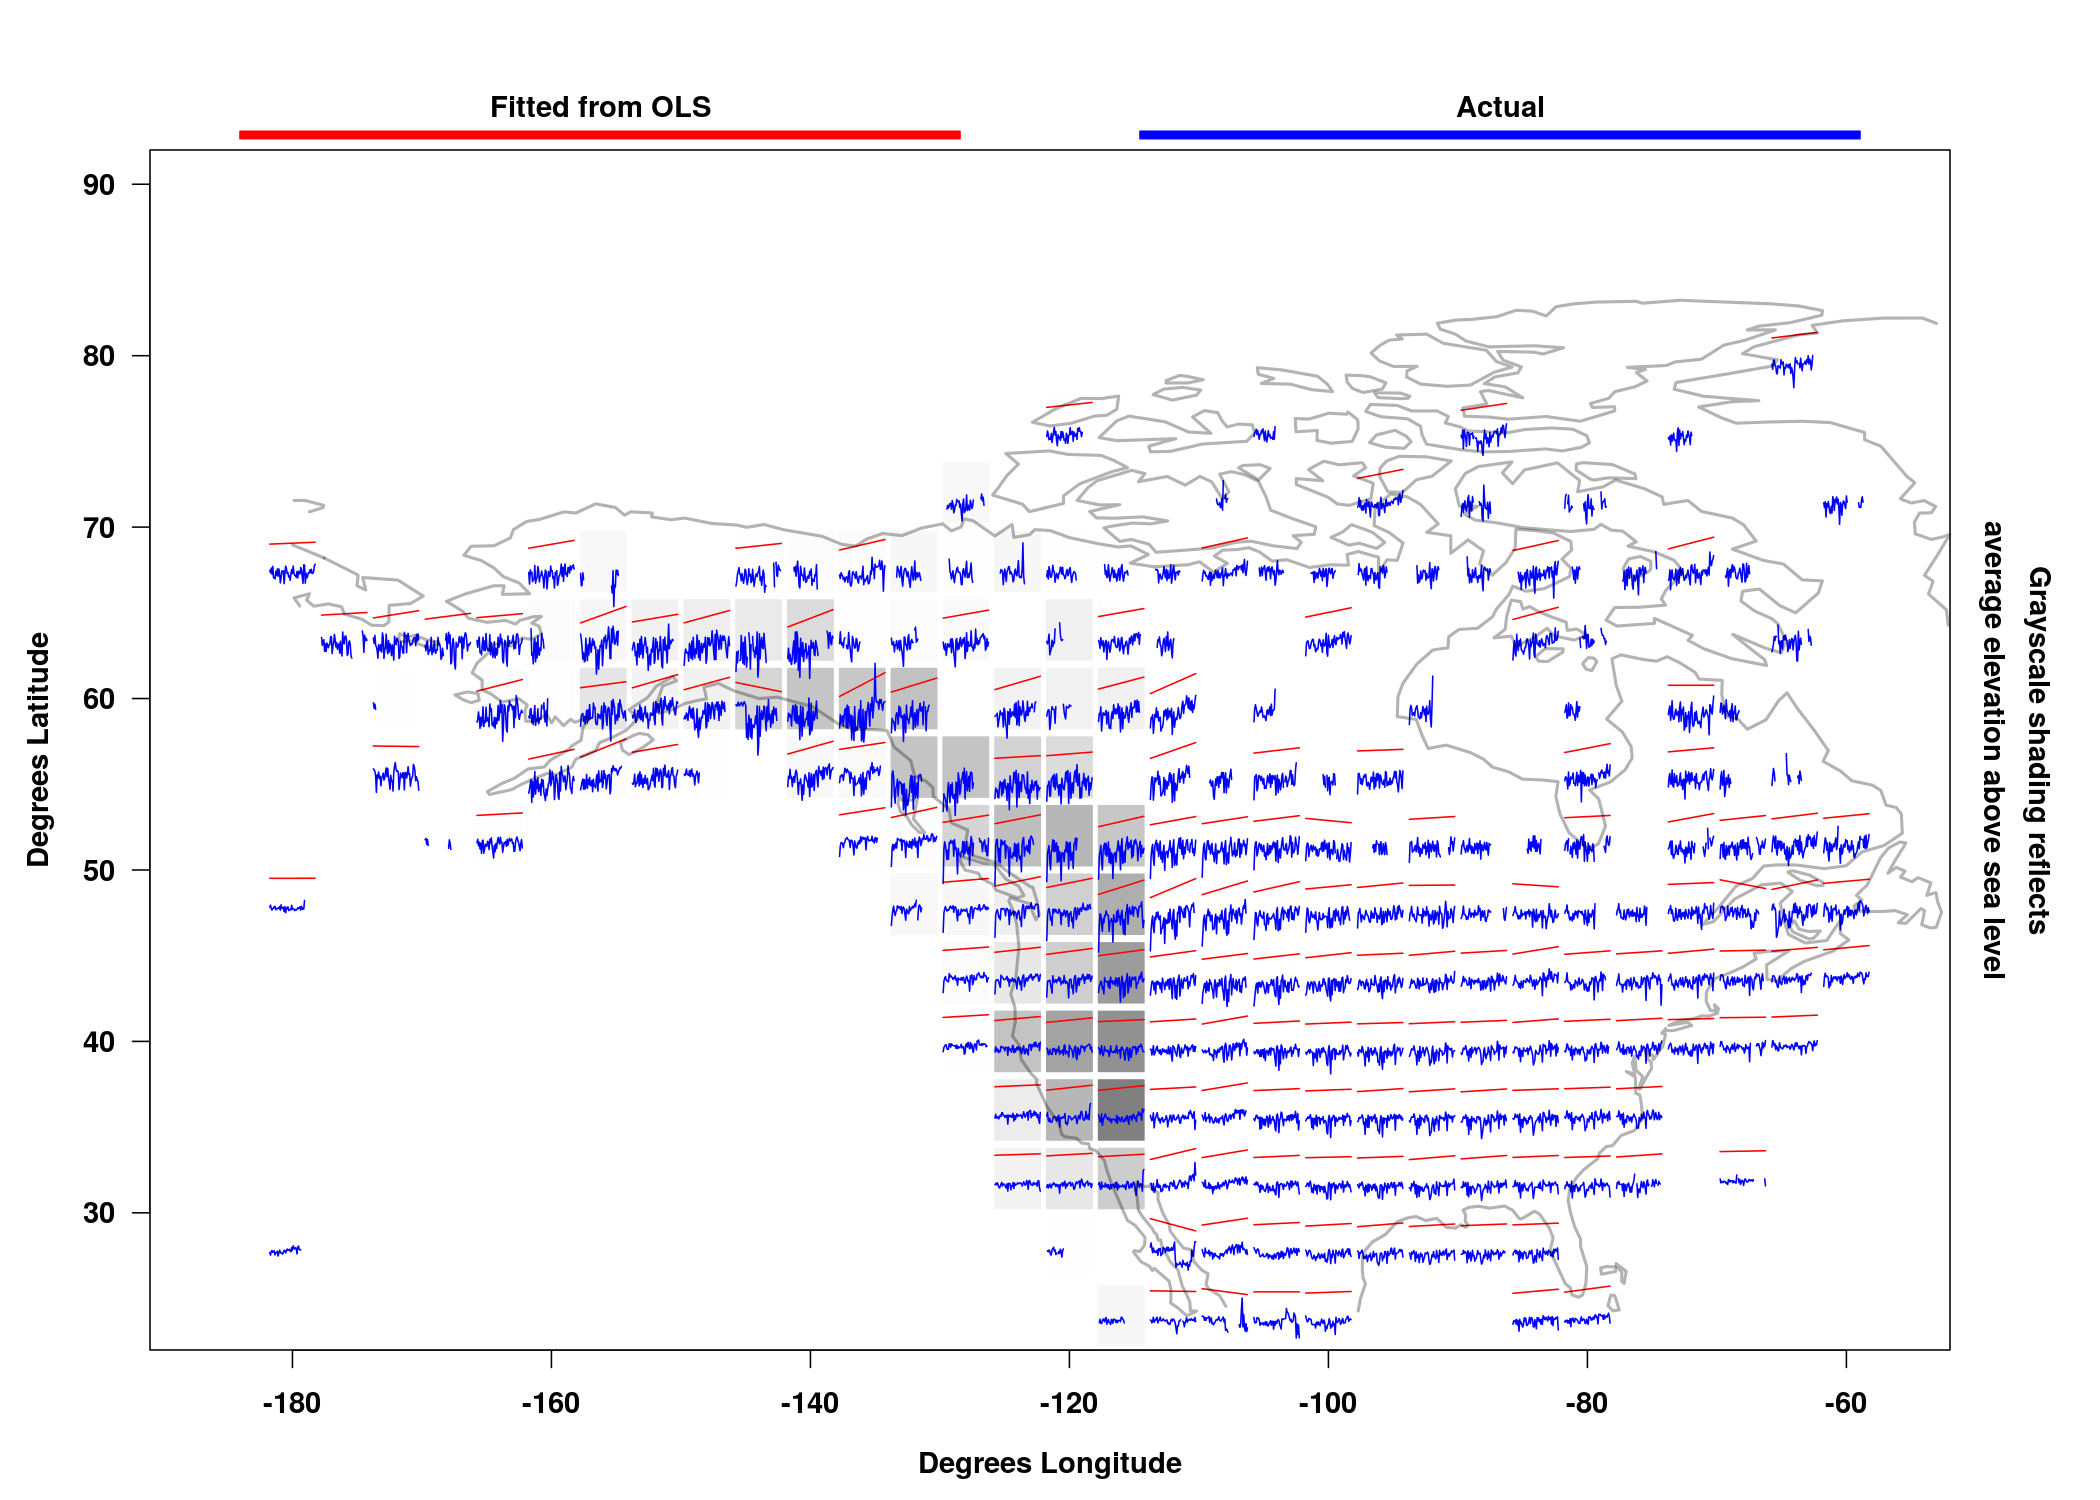 Fitted from OLS
Actual
90
80
70
60
50
40
30
Degrees Latitude
-180
-160
-140
-120
-100
-80
-60
Degrees Longitude
Grayscale shading reflects
average elevation above sea level